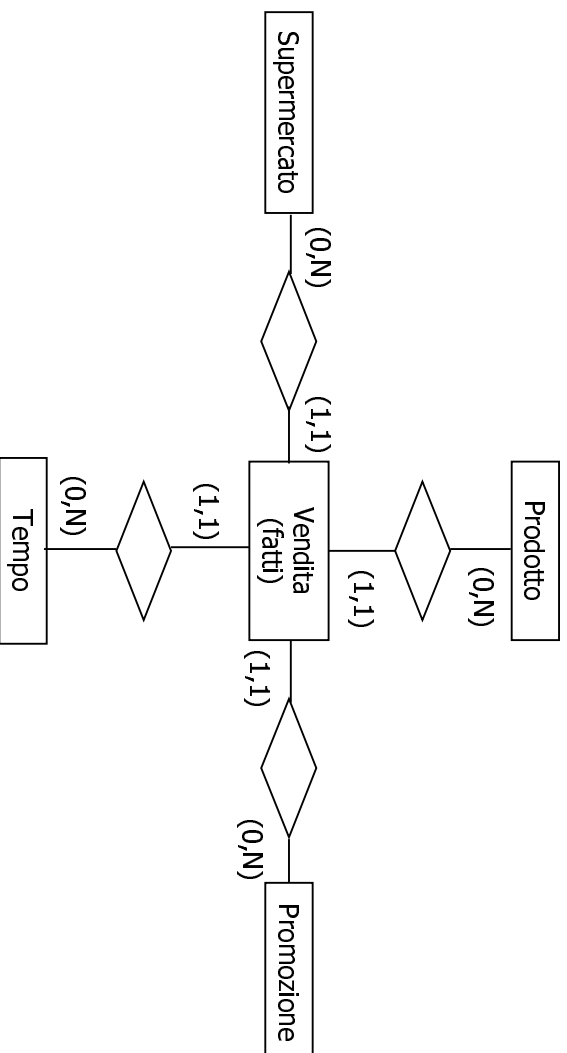 Prodotto
(0,N)
(1,1)
Supermercato
(0,N)
(1,1)
Vendita
(fatti)
(1,1)
(0,N)
Promozione
(1,1)
(0,N)
Tempo